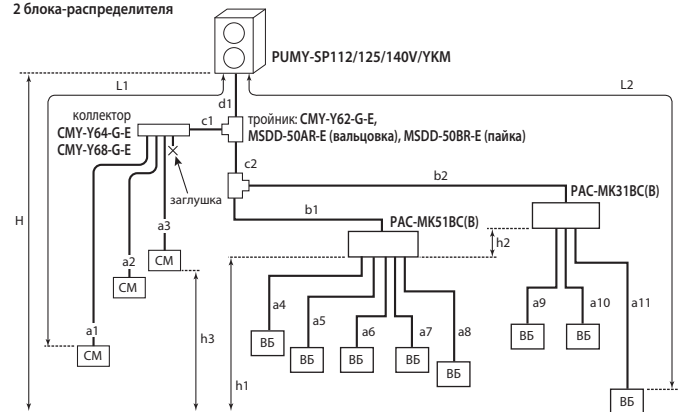 2 блока-распределителя
PUMY-SP112/125/140V/YKM
L1
L2
d1
коллектор
CMY-Y64-G-E
CMY-Y68-G-E
c1
тройник: CMY-Y62-G-E,
MSDD-50AR-E (вальцовка), MSDD-50BR-E (пайка)
c2
b2
заглушка
PAC-MK31BC(B)
H
b1
PAC-MK51BC(B)
a3
h2
a2
СМ
a4
a9
a10
a11
СМ
a5
a6
a7
a8
a1
h3
ВБ
ВБ
ВБ
ВБ
ВБ
ВБ
ВБ
СМ
h1
ВБ